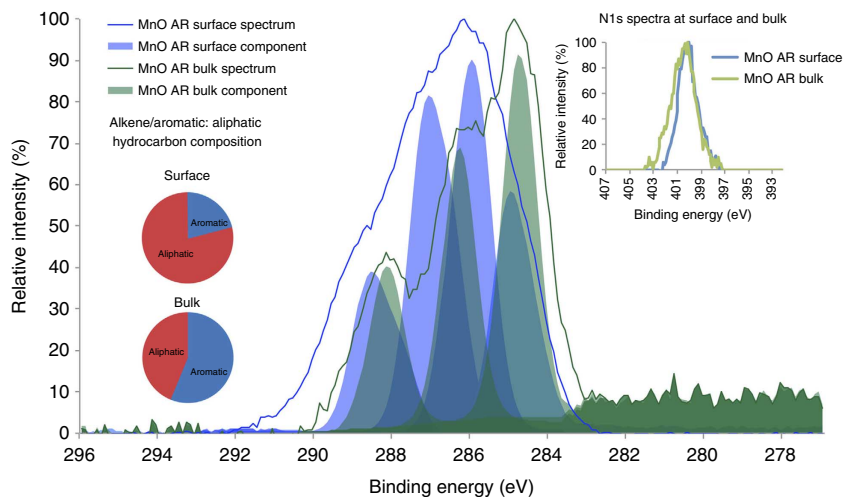 MnO AR surface spectrum
MnO AR surface component
MnO AR bulk spectrum
MnO AR bulk component
Alkene/aromatic: aliphatic
hydrocarbon composition
Surface
Aromatic
Aliphatic
Bulk
Aliphatic
Aromatic
N1s spectra at surface and bulk
MnO AR surface
MnO AR bulk
Relative intensity (%)
100
80
60
40
20
0
407 405 403 401 399 397 395 393
Binding energy (eV)
Relative intensity (%)
100
90
80
70
60
50
40
30
20
10
0
296 294 292 290 288 286 284 282 280 278
Binding energy (eV)